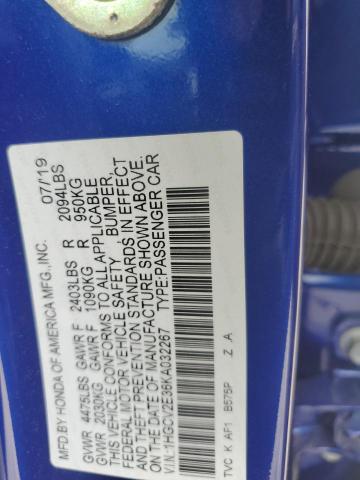 MFD.BY HONDA OF AMERICA MFG.,INC. 07/'19
GVWR 4475LBS GAWR F 2403LBS R 2094LBS
GVWR 2030KG GAWR F 1090KG R 950KG
THIS VEHICLE CONFORMS TO ALL APPLICABLE
FEDERAL MOTOR VEHICLE SAFETY , BUMPER,
AND THEFT PREVENTION STANDARDS IN EFFECT
ON THE DATE OF MANUFACTURE SHOWN ABOVE.
V.I.N.:1HGCV2E36KA032267 TYPE:PASSENGER CAR
TVC K AF1 B575P Z A